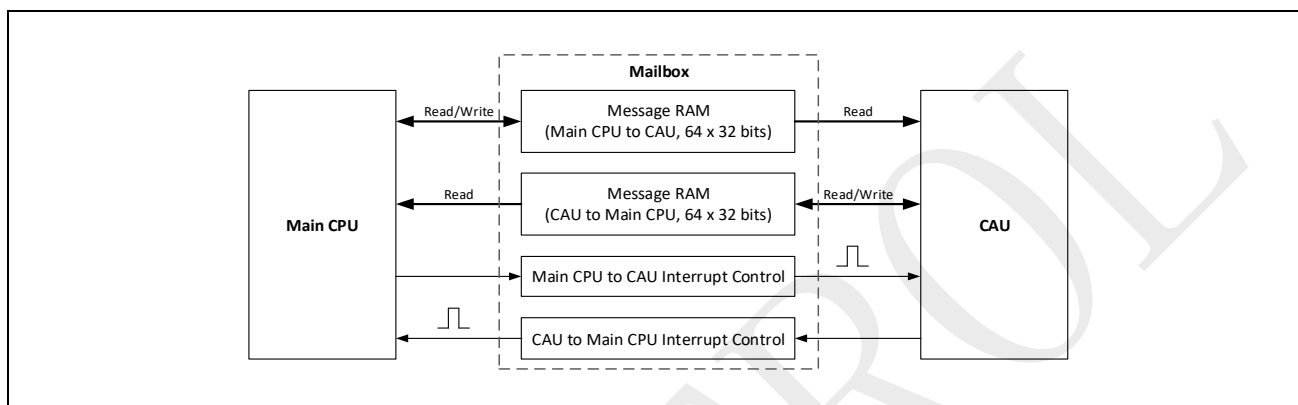 Mailbox
Main CPU
Read/Write
Message RAM
(Main CPU to CAU, 64 x 32 bits)
Read
Read
Message RAM
(CAU to Main CPU, 64 x 32 bits)
Read/Write
CAU
Main CPU to CAU Interrupt Control
CAU to Main CPU Interrupt Control
ROL